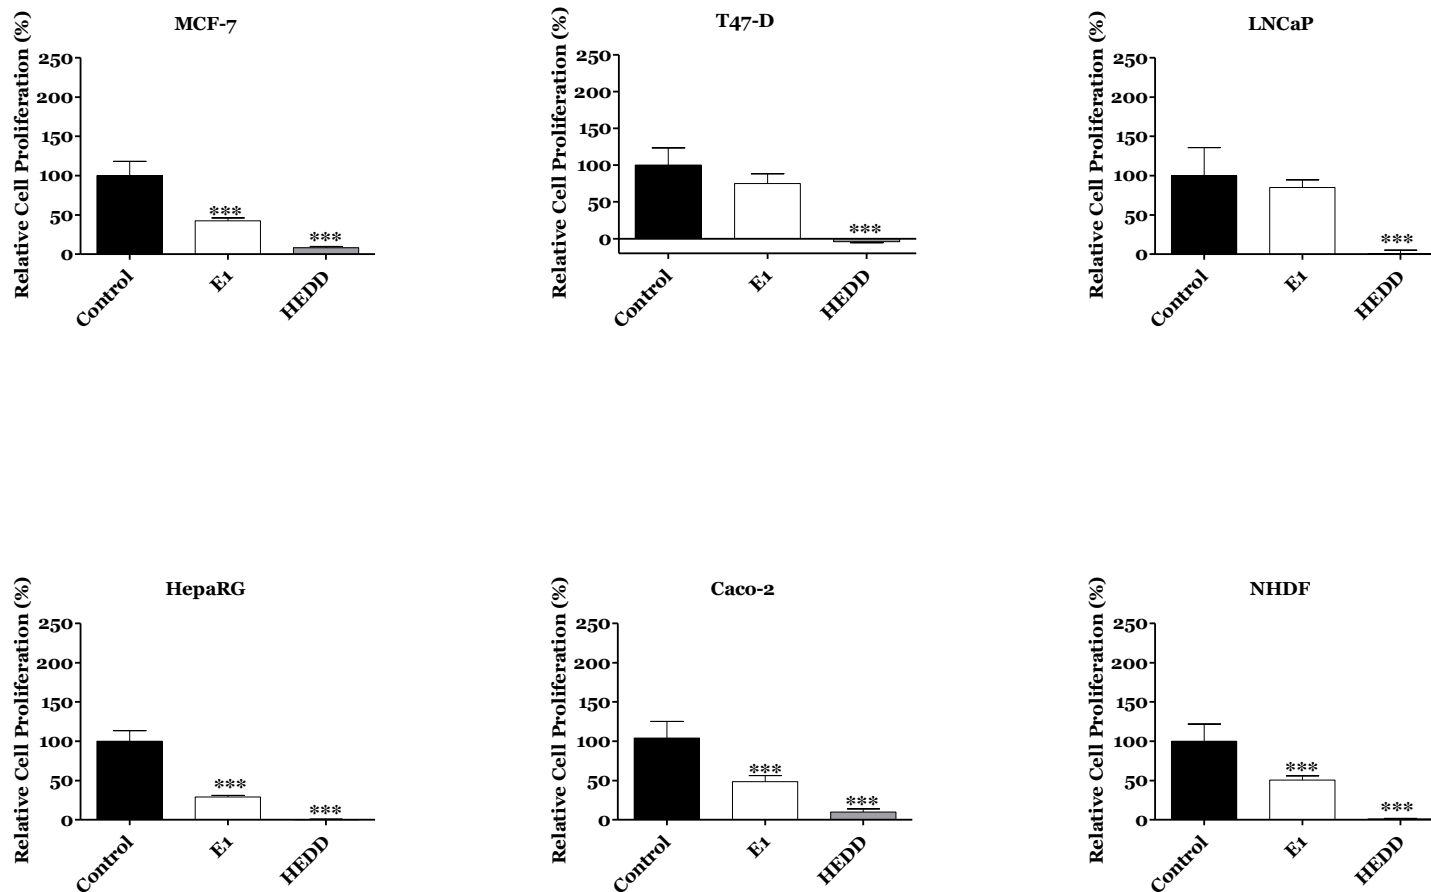 MCF-7
Relative Cell Proliferation (%)
250
200
150
100
50
0
***
***
Control
E1
HEDD
T47-D
Relative Cell Proliferation (%)
250
200
150
100
50
0
***
Control
E1
HEDD
LNCaP
Relative Cell Proliferation (%)
250
200
150
100
50
0
***
Control
E1
HEDD
HepaRG
Relative Cell Proliferation (%)
250
200
150
100
50
0
***
***
Control
E1
HEDD
Caco-2
Relative Cell Proliferation (%)
250
200
150
100
50
0
***
***
Control
E1
HEDD
NHDF
Relative Cell Proliferation (%)
250
200
150
100
50
0
***
***
Control
E1
HEDD